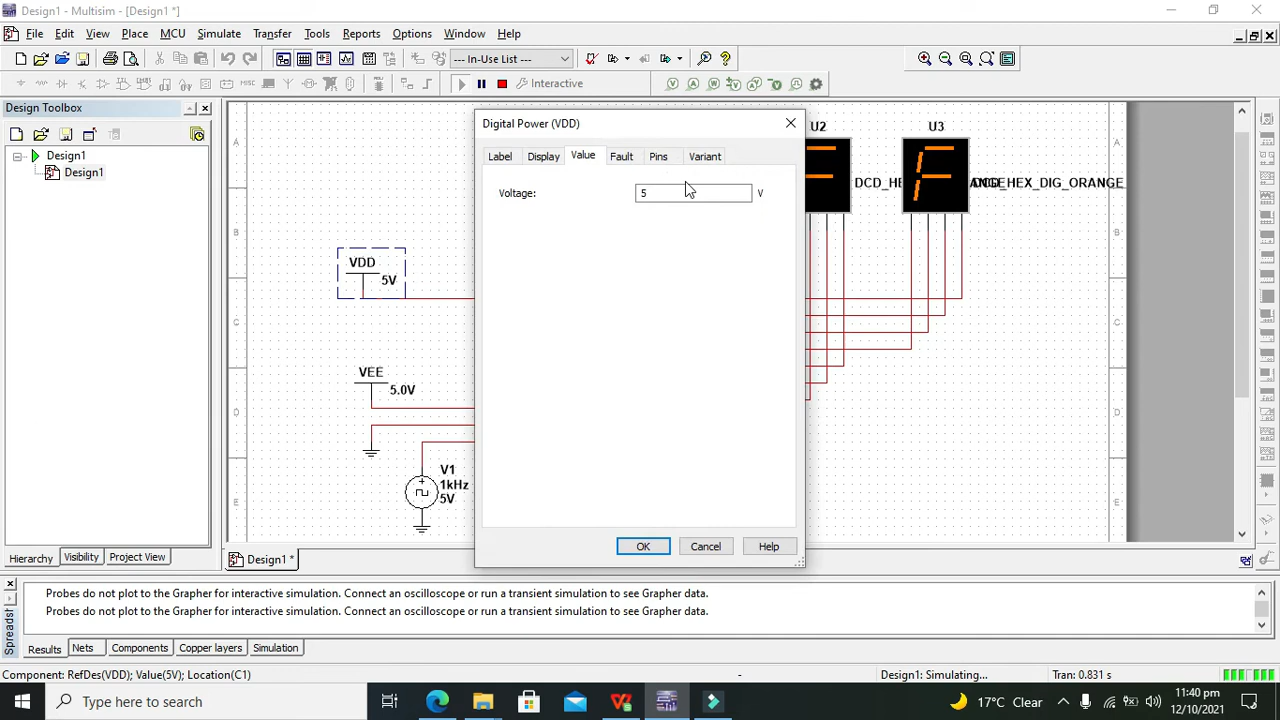 Design1 - Multisim - [Design1 *]
File Edit View Place MCU Simulate Transfer Tools Reports Options Window Help
--- In-Use List ---
Interactive
Design Toolbox
Design1
Design1
Hierarchy Visibility Project View
Digital Power (VDD)
Label Display Value Fault Pins Variant
Voltage: 5 V
OK Cancel Help
U2 U3
A A
B B
C C
D D
E E
VDD
5V
VEE
5.0V
V1
1kHz
5V
Design1 *
Probes do not plot to the Grapher for interactive simulation. Connect an oscilloscope or run a transient simulation to see Grapher data.
Probes do not plot to the Grapher for interactive simulation. Connect an oscilloscope or run a transient simulation to see Grapher data.
Results Nets Components Copper layers Simulation
Component: RefDes(VDD); Value(5V); Location(C1) - Design1: Simulating... Tran: 0.831 s
Type here to search
17°C Clear
11:40 pm
12/10/2021